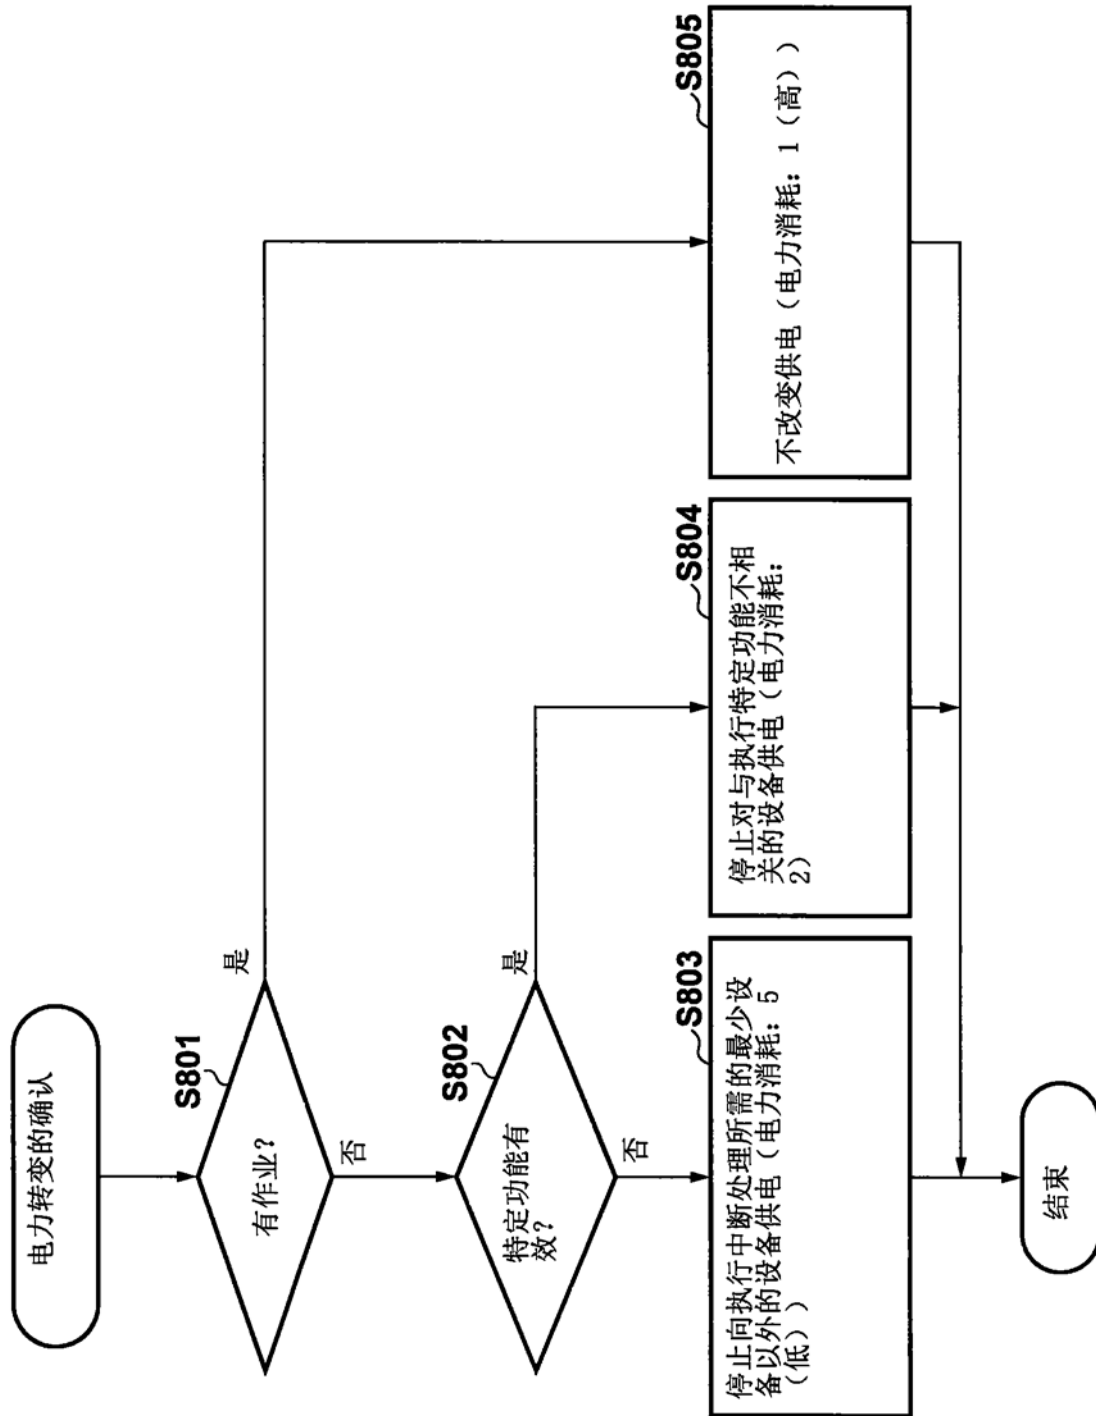 电力转变的确认
S801
有作业？
是
否
S802
特定功能有
效？
是
否
S803
停止向执行中断处理所需的最少设
备以外的设备供电（电力消耗：5
（低））
S804
停止对与执行特定功能不相
关的设备供电（电力消耗：
2）
S805
不改变供电（电力消耗：1（高））
结束